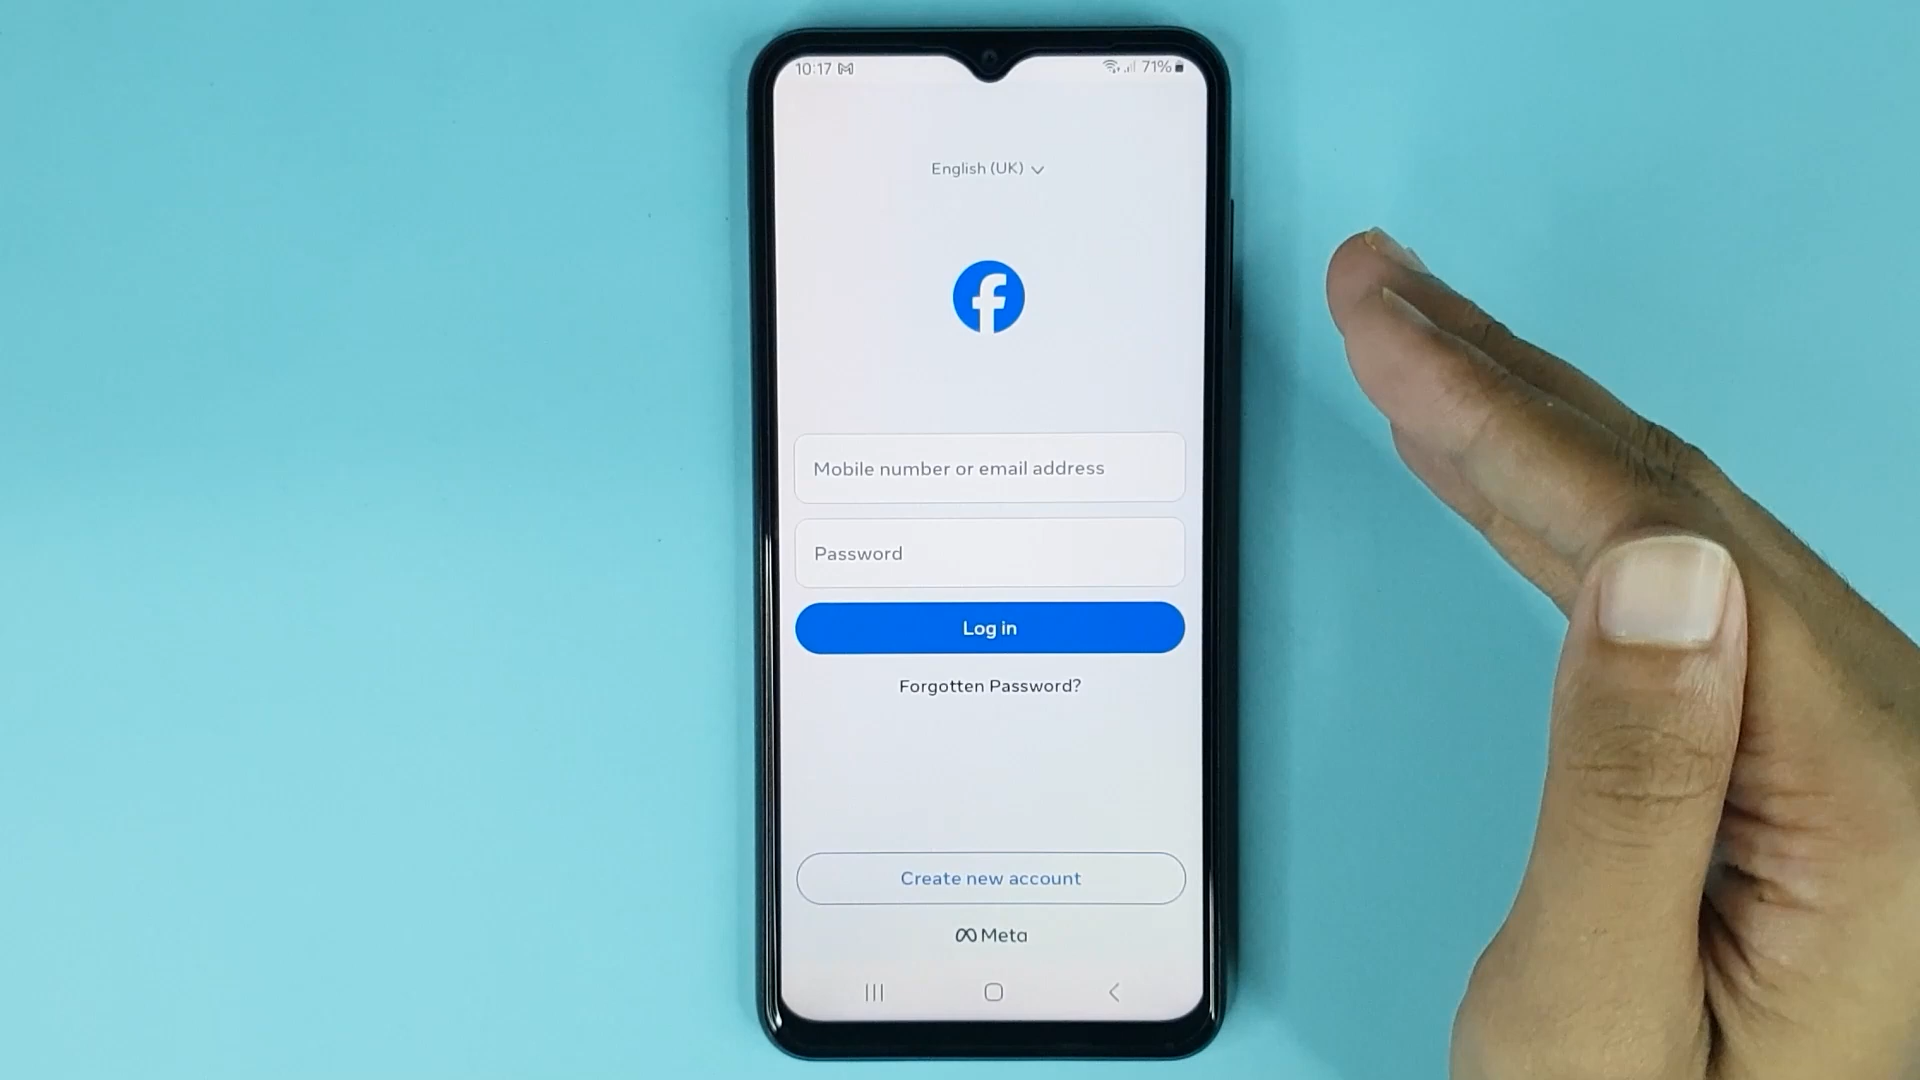 10:17 71%
English (UK)
Mobile number or email address
Password
Log in
Forgotten Password?
Create new account
Meta